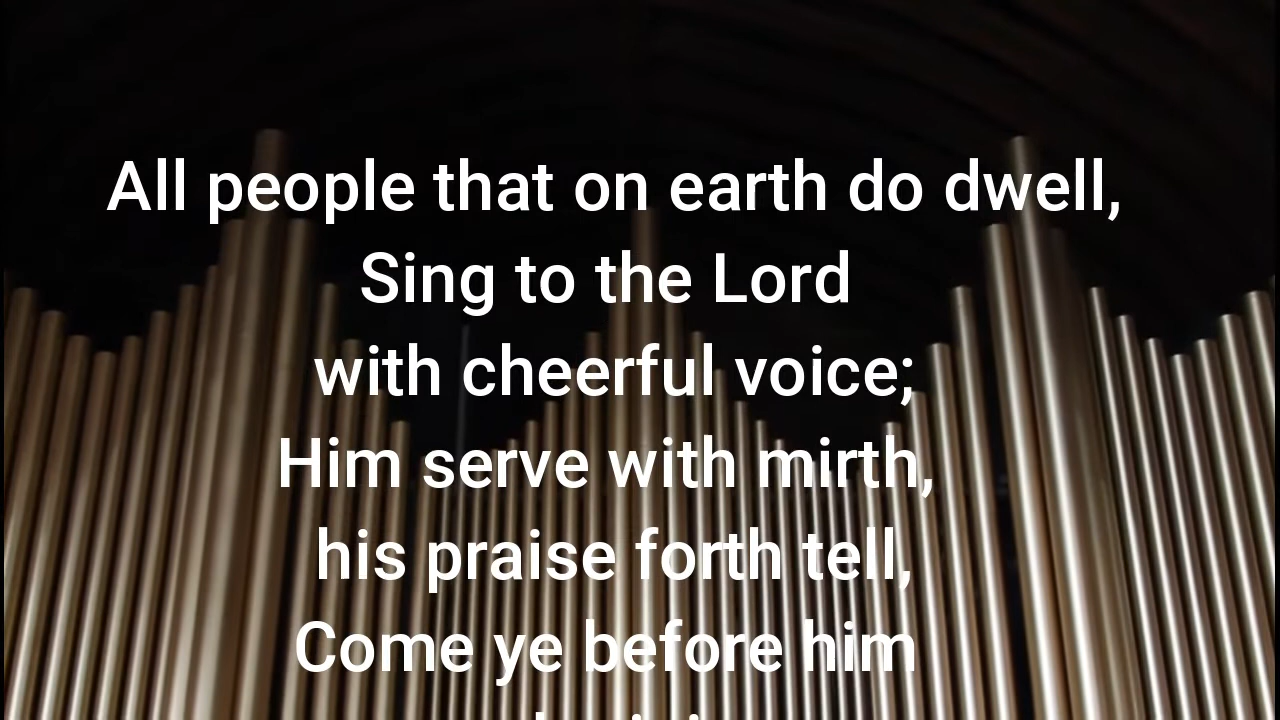 All people that on earth do dwell,
Sing to the Lord
with cheerful voice;
Him serve with mirth,
his praise forth tell,
Come ye before him